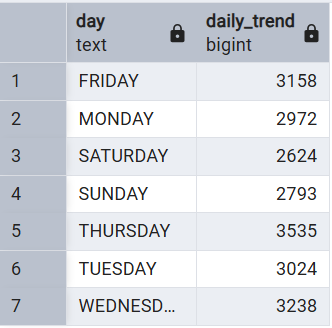 day daily_trend
text bigint
1 FRIDAY 3158
2 MONDAY 2972
3 SATURDAY 2624
4 SUNDAY 2793
5 THURSDAY 3535
6 TUESDAY 3024
7 WEDNESD... 3238